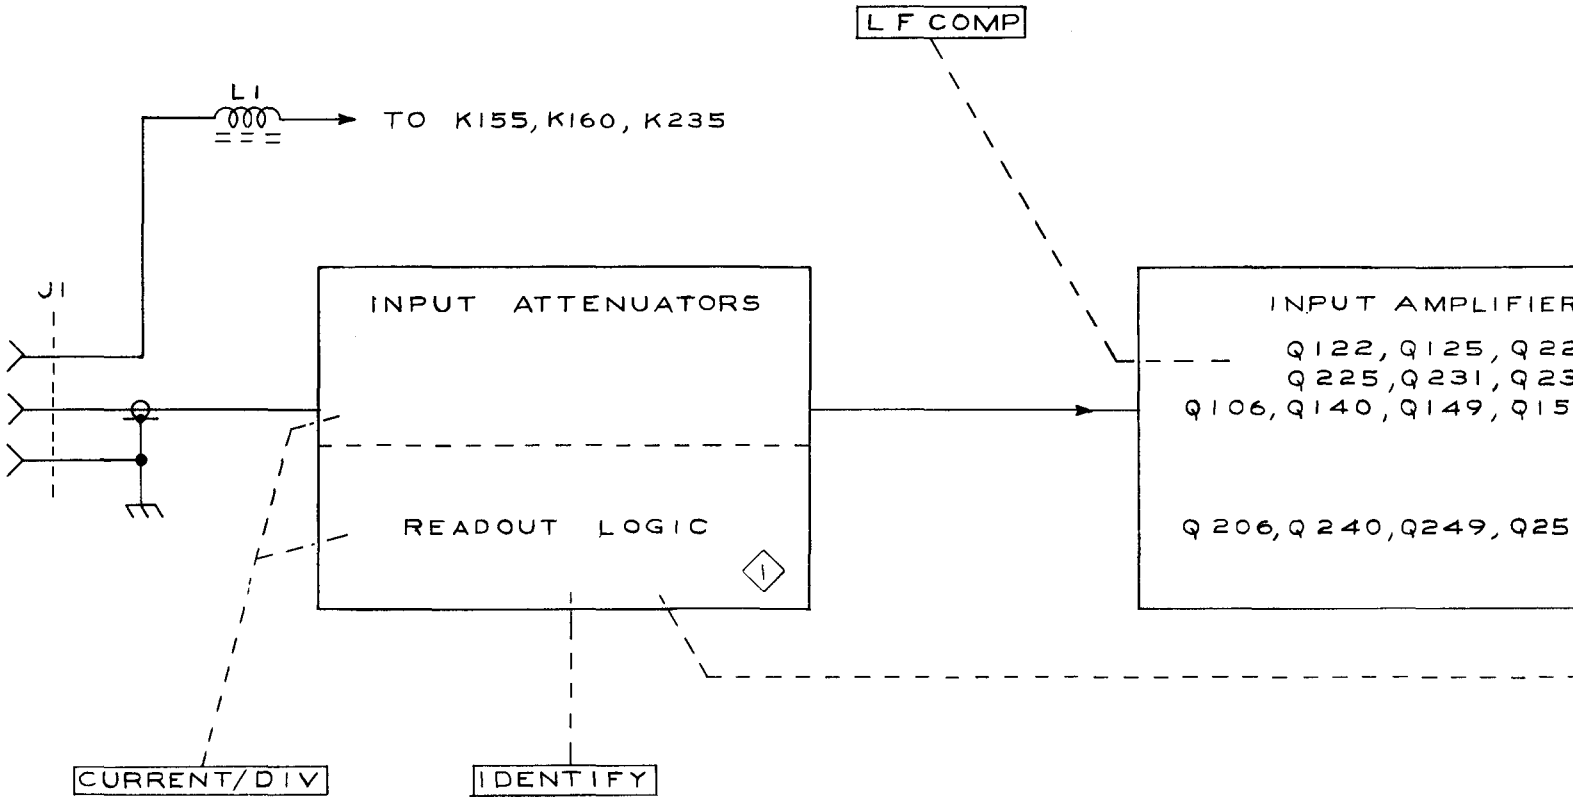 L F COMP
L1
TO K155, K160, K235
J1
INPUT ATTENUATORS
READOUT LOGIC
1
INPUT AMPLIFIER
Q122, Q125, Q22
Q225, Q231, Q23
Q106, Q140, Q149, Q15
Q206, Q240, Q249, Q25
CURRENT/DIV
IDENTIFY